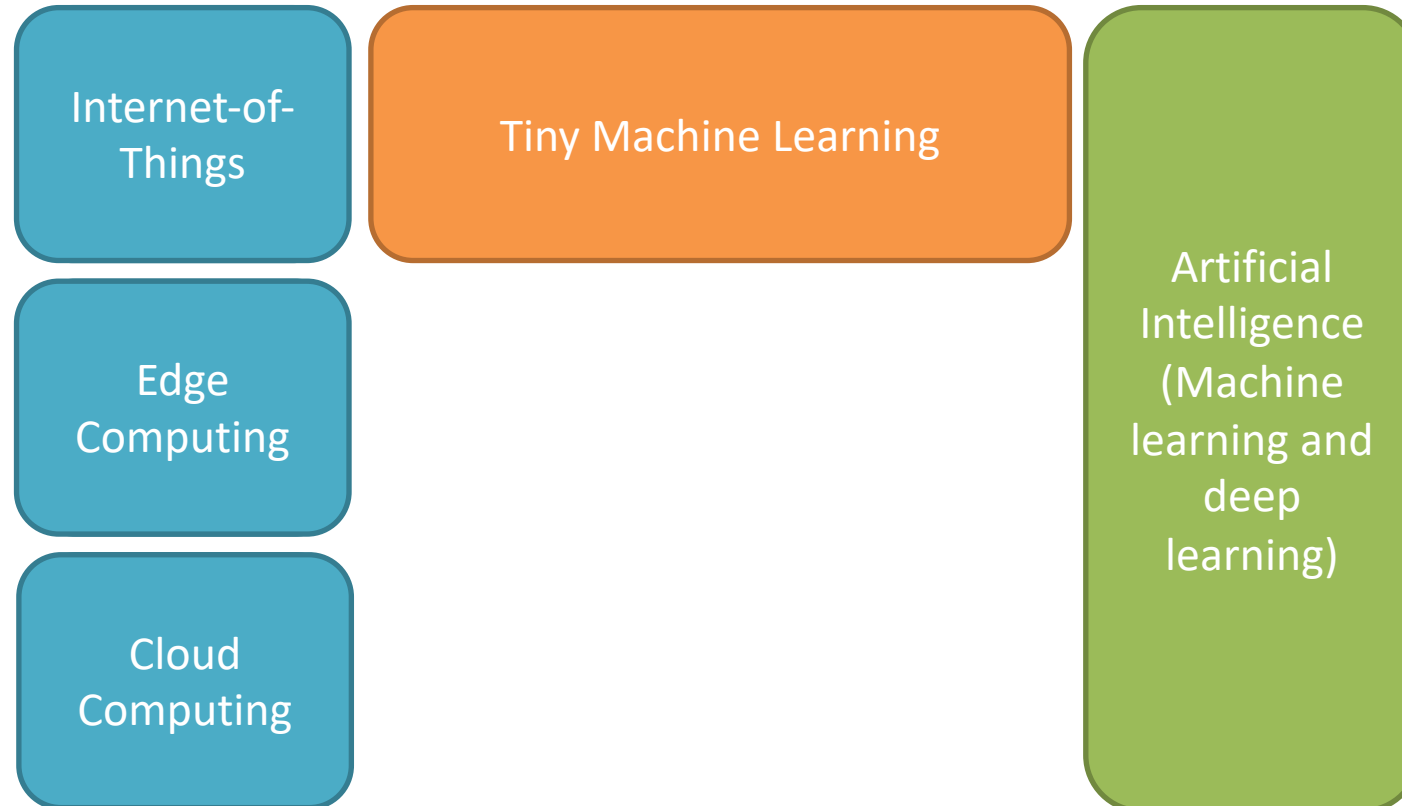 Internet-of-
Things
Tiny Machine Learning
Artificial
Intelligence
(Machine
learning and
deep
learning)
Edge
Computing
Cloud
Computing